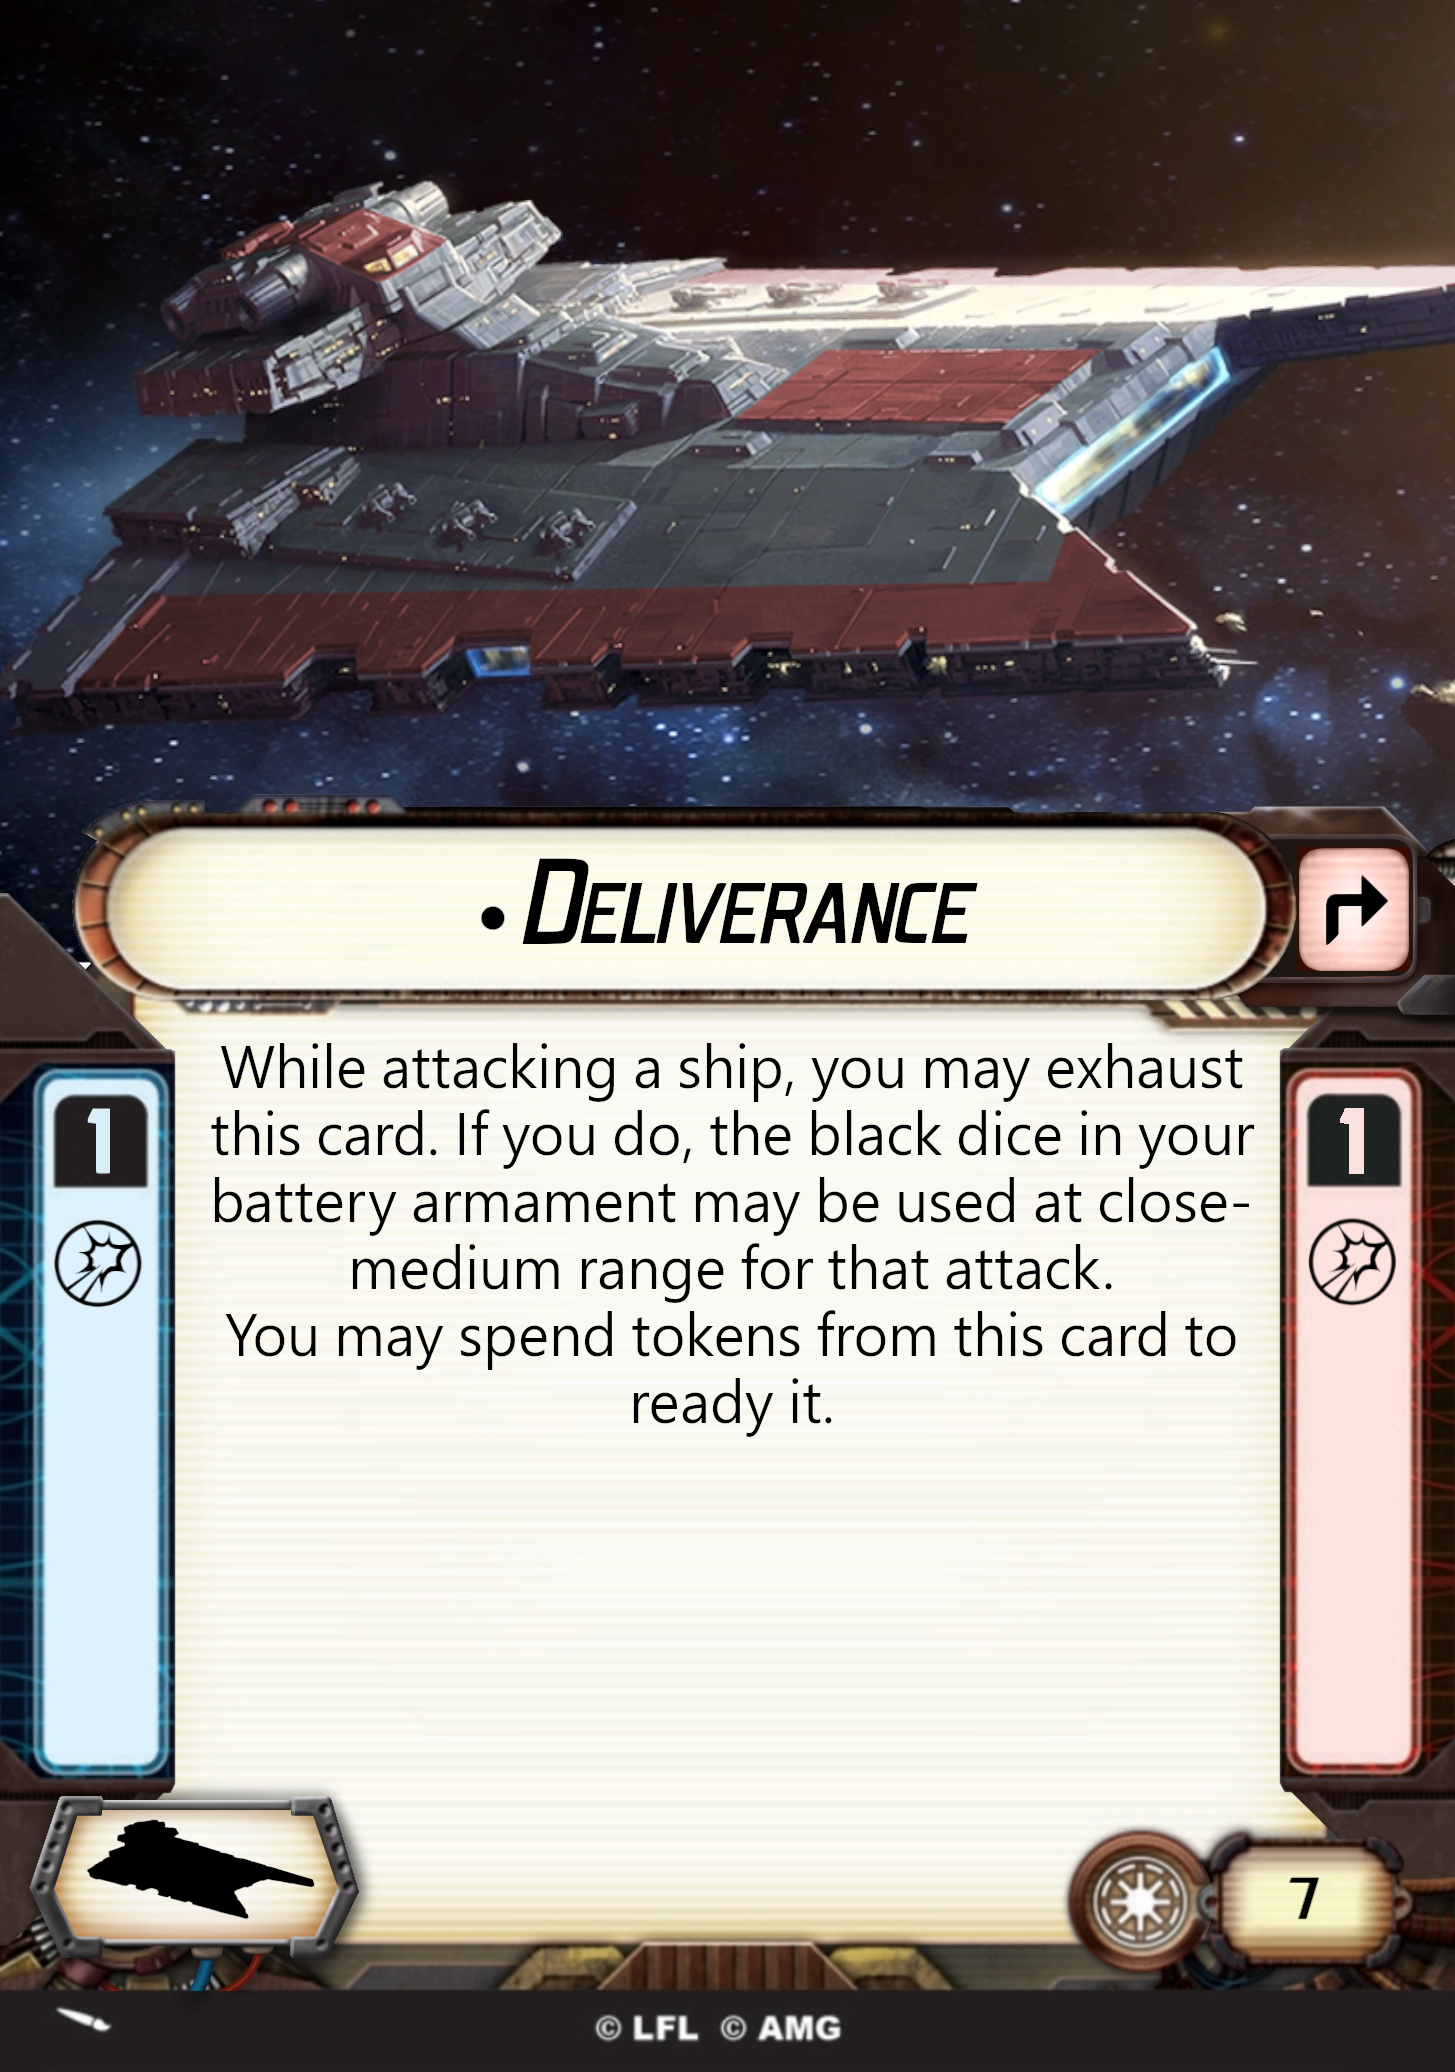 • Deliverance
While attacking a ship, you may exhaust
this card. If you do, the black dice in your
battery armament may be used at close-
medium range for that attack.
You may spend tokens from this card to
ready it.
1
1
7
© LFL © AMG